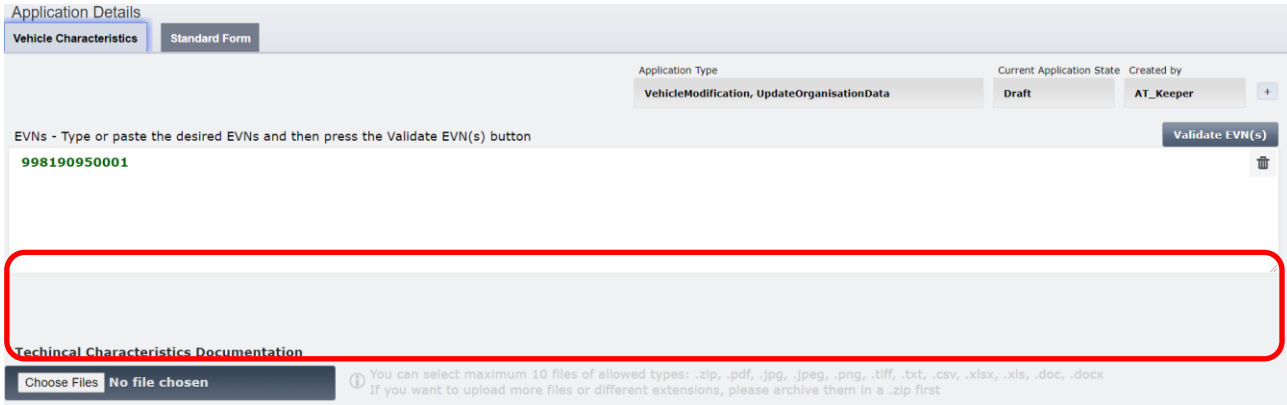 Application Details
Vehicle Characteristics
Standard Form
Application Type
Current Application State
Created by
VehicleModification, UpdateOrganisationData
Draft
AT_Keeper
+
EVNs - Type or paste the desired EVNs and then press the Validate EVN(s) button
Validate EVN(s)
998190950001
Techincal Characteristics Documentation
Choose Files No file chosen
You can select maximum 10 files of allowed types: .zip, .pdf, .jpg, .jpeg, .png, .tiff, .txt, .csv, .xlsx, .xls, .doc, .docx
If you want to upload more files or different extensions, please archive them in a .zip first